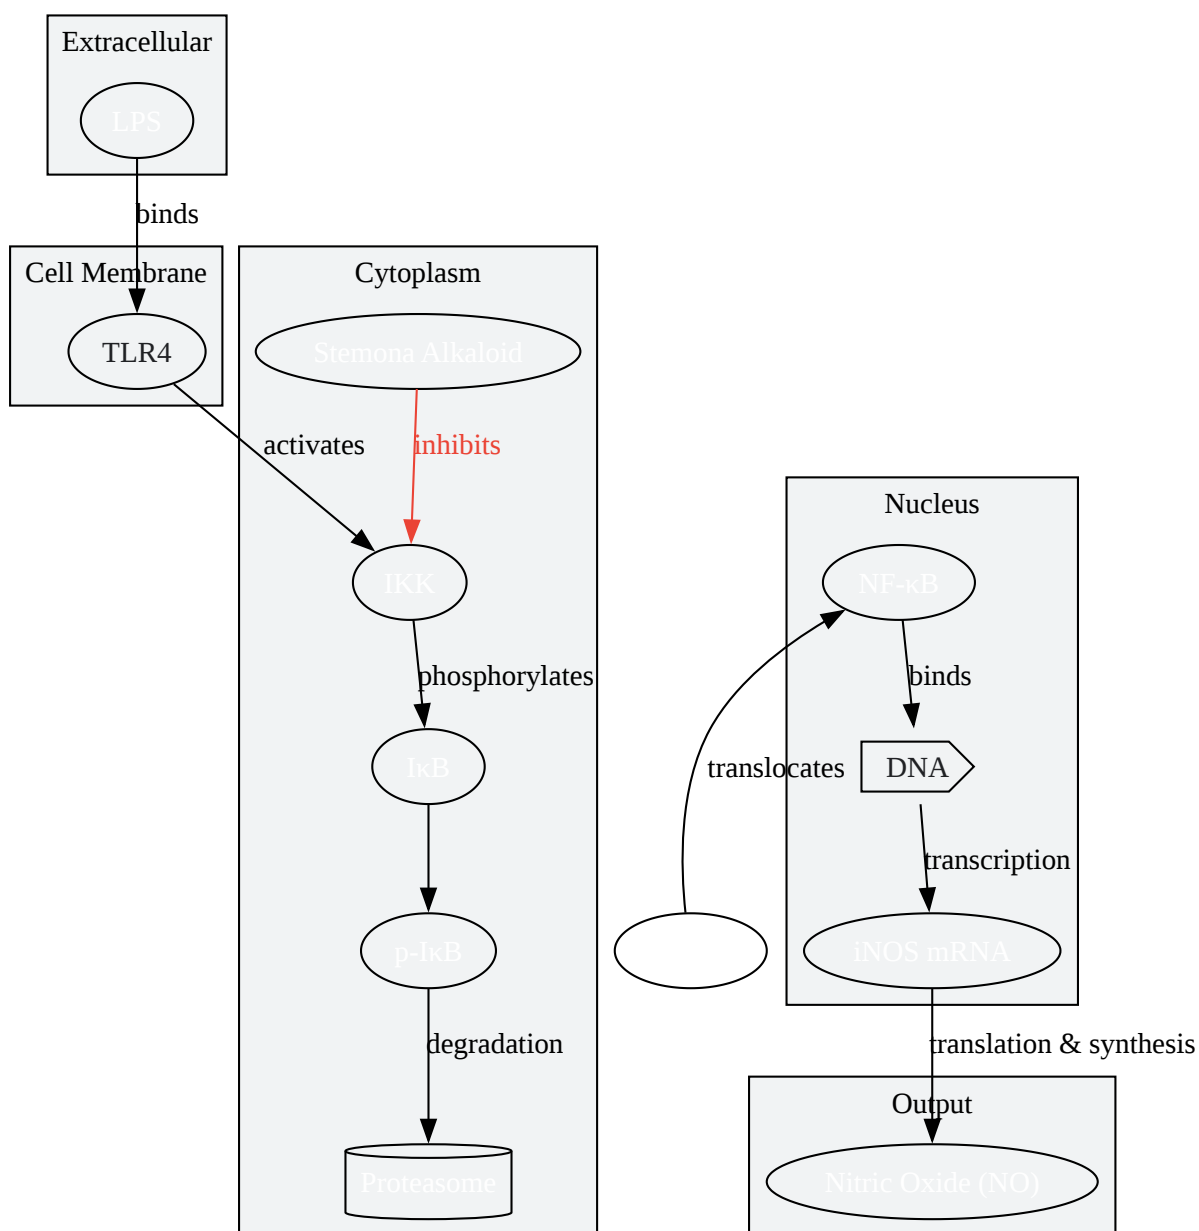 Extracellular
LPS
binds
Cell Membrane
TLR4
Cytoplasm
Stemona Alkaloid
activates
inhibits
IKK
phosphorylates
IκB
p-IκB
degradation
Proteasome
Nucleus
NF-κB
binds
translocates
DNA
transcription
iNOS mRNA
translation & synthesis
Output
Nitric Oxide (NO)